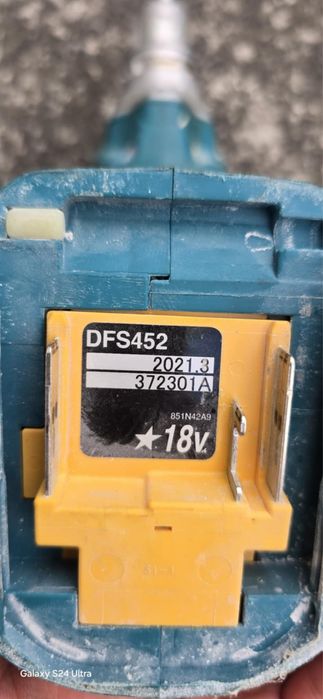 DFS452
2021.3
372301A
851N42A9
★18v
Galaxy S24 Ultra